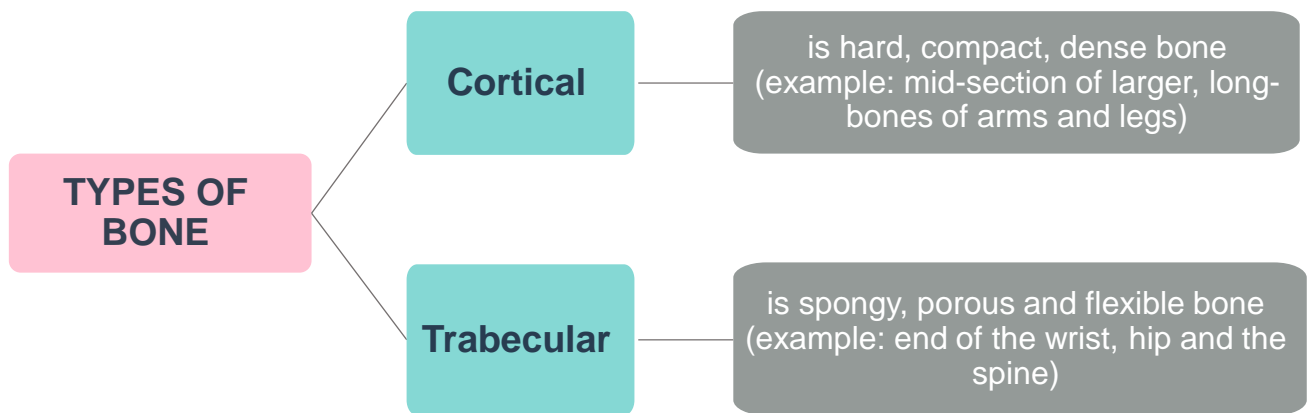 TYPES OF
BONE
Cortical
is hard, compact, dense bone
(example: mid-section of larger, long-
bones of arms and legs)
Trabecular
is spongy, porous and flexible bone
(example: end of the wrist, hip and the
spine)